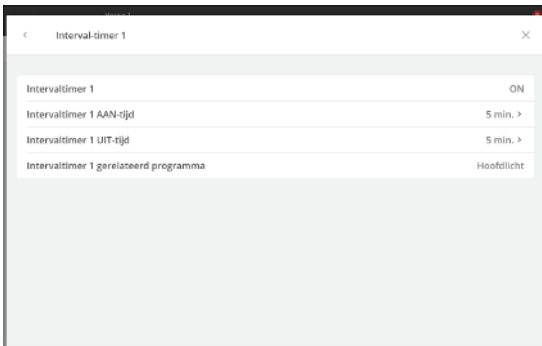 Interval-timer 1
Intervaltimer 1 ON
Intervaltimer 1 AAN-tijd 5 min. >
Intervaltimer 1 UIT-tijd 5 min. >
Intervaltimer 1 gerelateerd programma Hoofdlicht